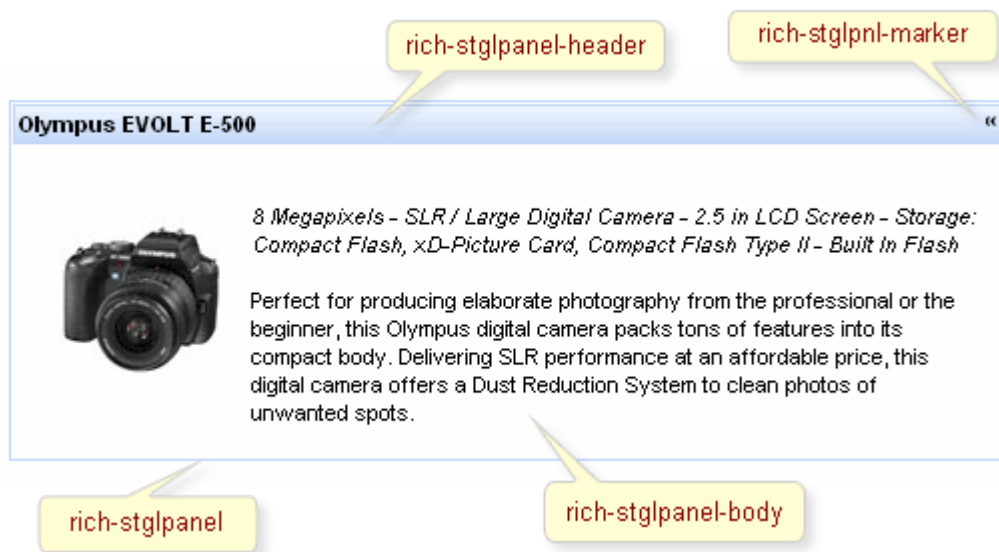 rich-stglpanel-header
rich-stglpnl-marker
Olympus EVOLT E-500 «
8 Megapixels - SLR / Large Digital Camera - 2.5 in LCD Screen - Storage:
Compact Flash, xD-Picture Card, Compact Flash Type II - Built In Flash
OLYMPUS
Perfect for producing elaborate photography from the professional or the
beginner, this Olympus digital camera packs tons of features into its
compact body. Delivering SLR performance at an affordable price, this
digital camera offers a Dust Reduction System to clean photos of
unwanted spots.
rich-stglpanel
rich-stglpanel-body